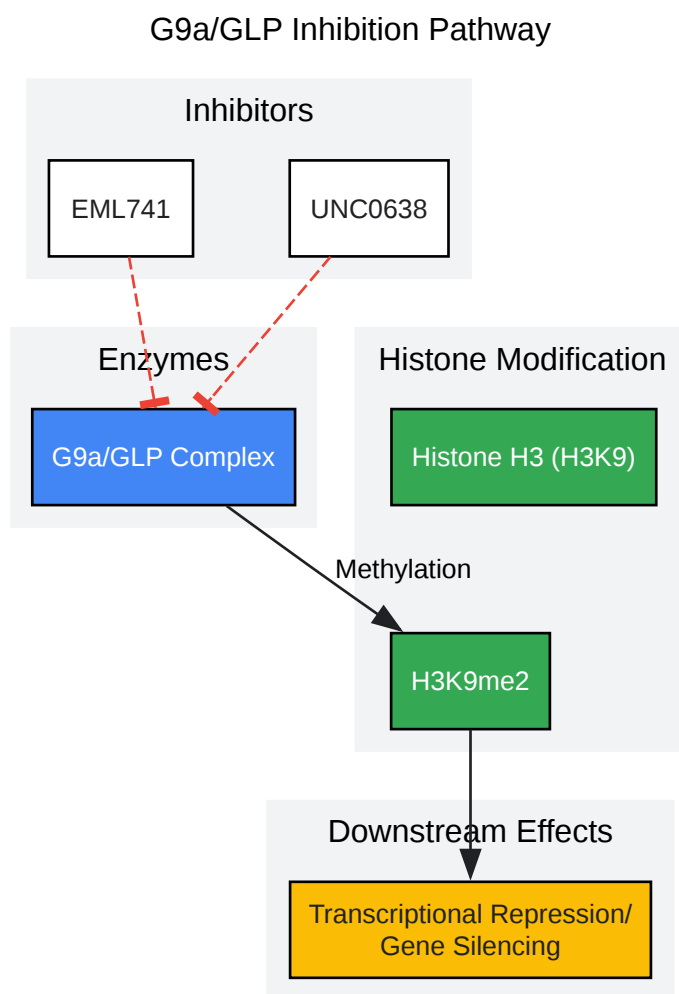 G9a/GLP Inhibition Pathway
Inhibitors
EML741
UNC0638
Enzymes
Histone Modification
G9a/GLP Complex
Histone H3 (H3K9)
Methylation
H3K9me2
Downstream Effects
Transcriptional Repression/
Gene Silencing